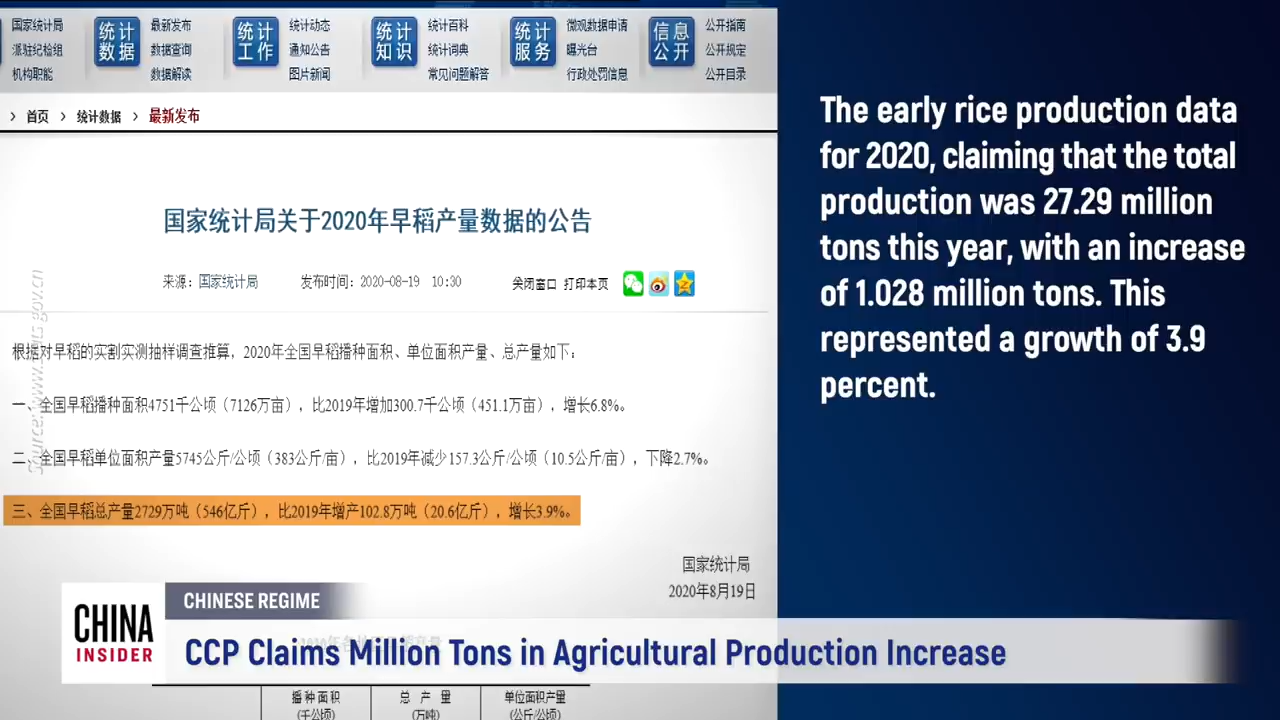 国家统计局
派驻纪检组
机构职能
统计数据
最新发布
数据查询
数据解读
统计工作
统计动态
通知公告
图片新闻
统计知识
统计百科
统计词典
常见问题解答
统计服务
微观数据申请
曝光台
行政处罚信息
信息公开
公开指南
公开规定
公开目录
› 首页 › 统计数据 › 最新发布
国家统计局关于2020年早稻产量数据的公告
来源：国家统计局 发布时间：2020-08-19 10:30 关闭窗口 打印本页
根据对早稻的实割实测抽样调查推算，2020年全国早稻播种面积、单位面积产量、总产量如下：
一、全国早稻播种面积4751千公顷（7126万亩），比2019年增加300.7千公顷（451.1万亩），增长6.8%。
二、全国早稻单位面积产量5745公斤/公顷（383公斤/亩），比2019年减少157.3公斤/公顷（10.5公斤/亩），下降2.7%。
三、全国早稻总产量2729万吨（546亿斤），比2019年增产102.8万吨（20.6亿斤），增长3.9%。
国家统计局
2020年8月19日
播种面积 总产量 单位面积产量
(千公顷) (万吨) (公斤/公顷)
The early rice production data
for 2020, claiming that the total
production was 27.29 million
tons this year, with an increase
of 1.028 million tons. This
represented a growth of 3.9
percent.
CHINA
INSIDER
CHINESE REGIME
CCP Claims Million Tons in Agricultural Production Increase